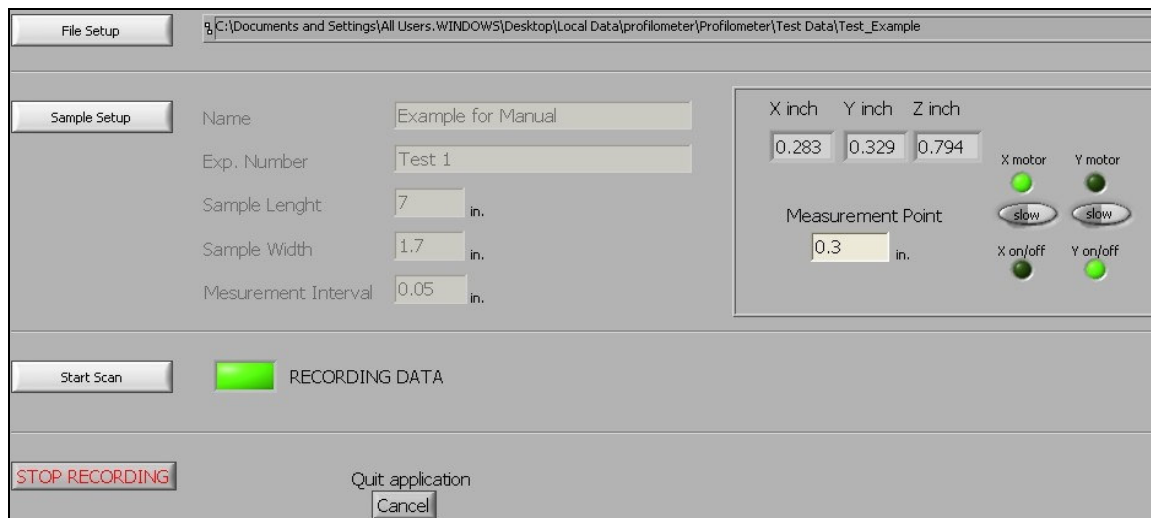 File Setup
C:\Documents and Settings\All Users.WINDOWS\Desktop\Local Data\profilometer\Profilometer\Test Data\Test_Example
Sample Setup
Name
Example for Manual
Exp. Number
Test 1
Sample Lenght
7
in.
Sample Width
1.7
in.
Mesurement Interval
0.05
in.
X inch Y inch Z inch
0.283 0.329 0.794
X motor Y motor
slow slow
Measurement Point
0.3
in.
X on/off Y on/off
Start Scan
RECORDING DATA
STOP RECORDING
Quit application
Cancel